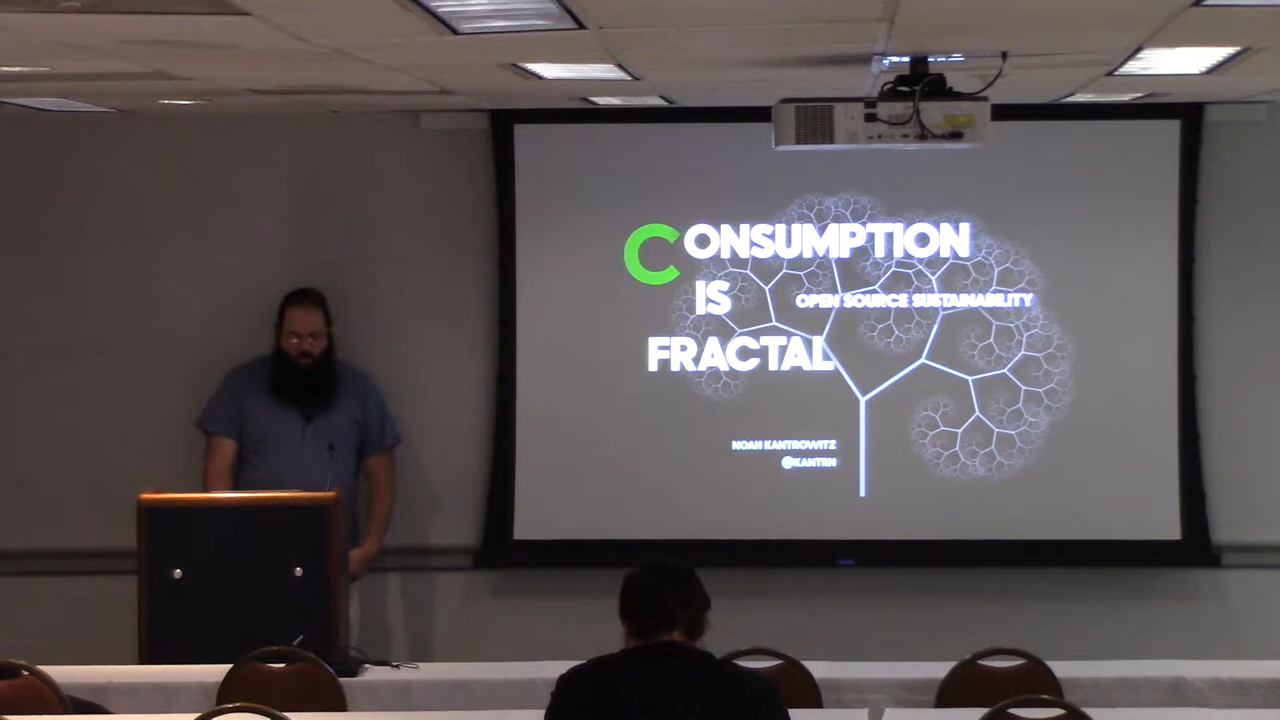 CONSUMPTION
IS
OPEN SOURCE SUSTAINABILITY
FRACTAL
NOAH KANTROWITZ
@KANTRN